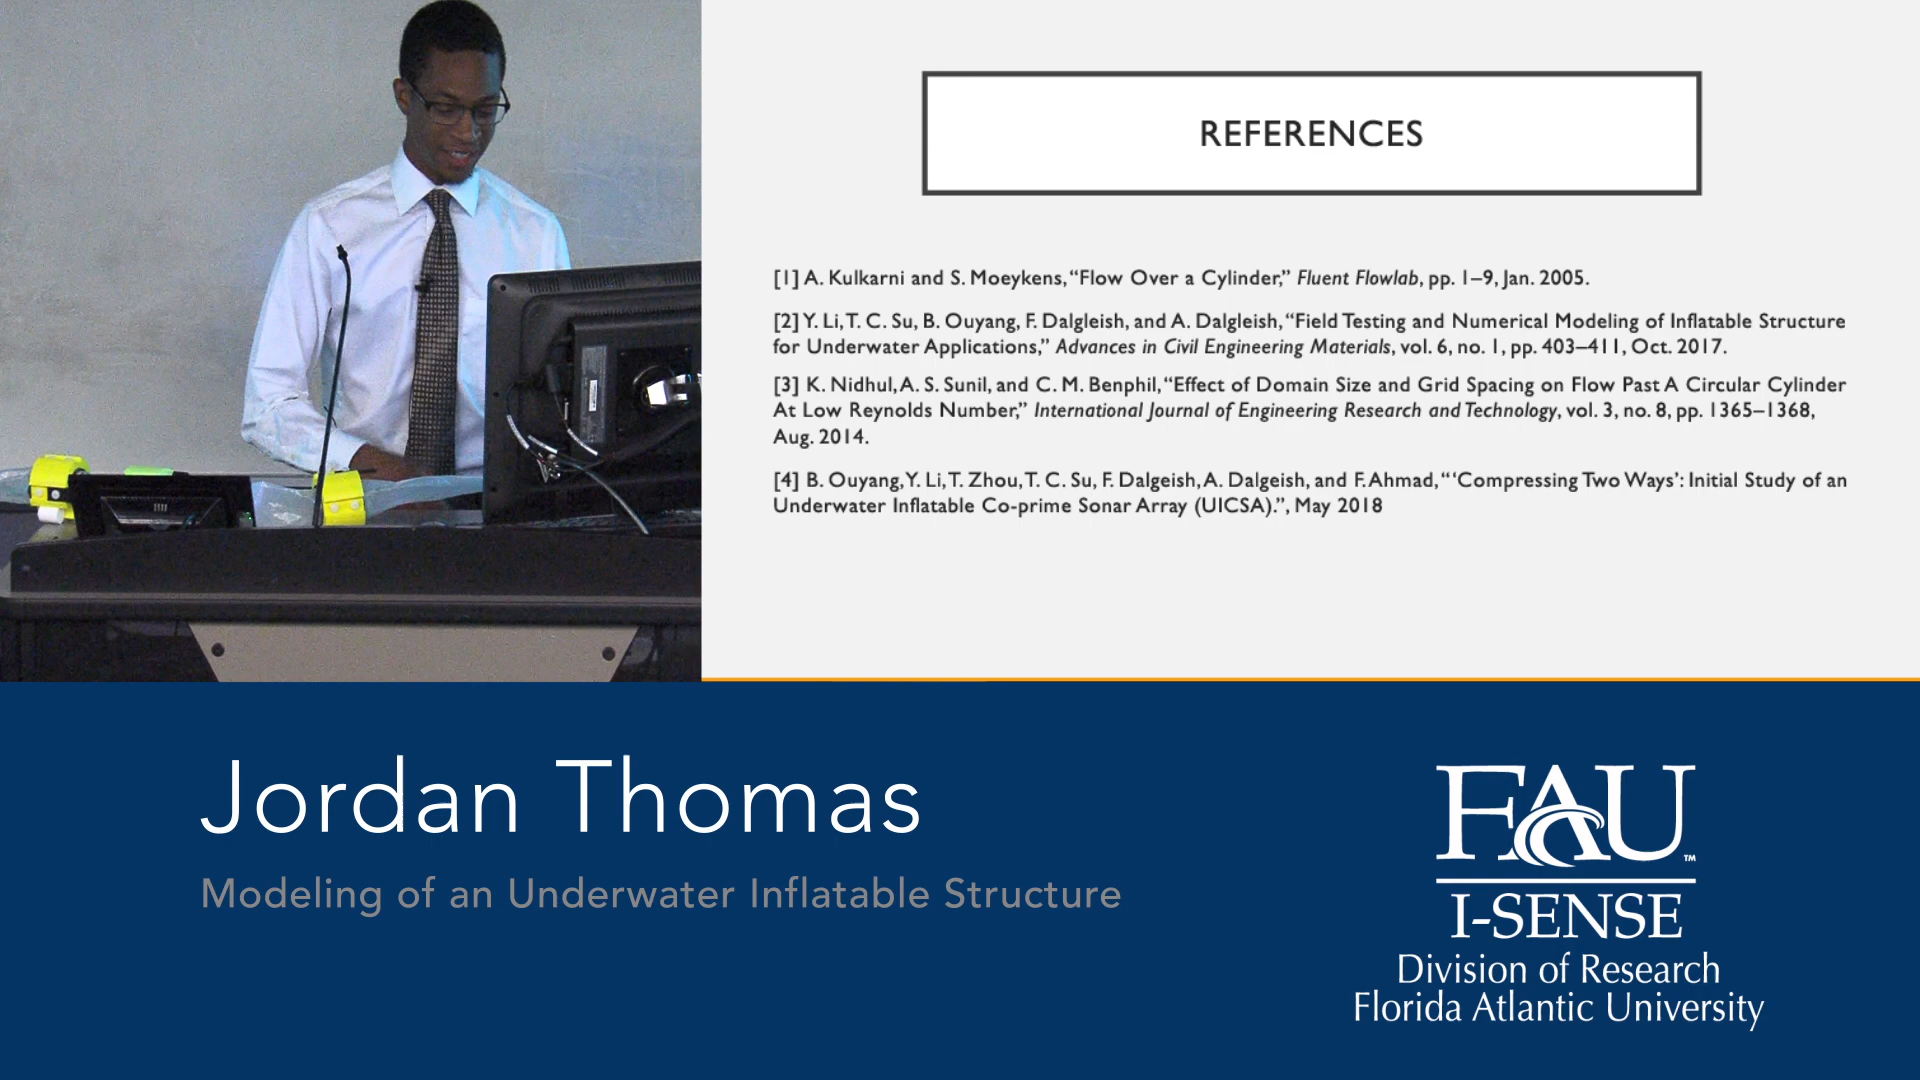 REFERENCES
[1] A. Kulkarni and S. Moeykens, “Flow Over a Cylinder,” Fluent Flowlab, pp. 1–9, Jan. 2005.
[2] Y. Li, T. C. Su, B. Ouyang, F. Dalgleish, and A. Dalgleish, “Field Testing and Numerical Modeling of Inflatable Structure
for Underwater Applications,” Advances in Civil Engineering Materials, vol. 6, no. 1, pp. 403–411, Oct. 2017.
[3] K. Nidhul, A. S. Sunil, and C. M. Benphil, “Effect of Domain Size and Grid Spacing on Flow Past A Circular Cylinder
At Low Reynolds Number,” International Journal of Engineering Research and Technology, vol. 3, no. 8, pp. 1365–1368,
Aug. 2014.
[4] B. Ouyang, Y. Li, T. Zhou, T. C. Su, F. Dalgeish, A. Dalgeish, and F. Ahmad, “‘Compressing Two Ways’: Initial Study of an
Underwater Inflatable Co-prime Sonar Array (UICSA).”, May 2018
Jordan Thomas
Modeling of an Underwater Inflatable Structure
FAU™
I-SENSE
Division of Research
Florida Atlantic University